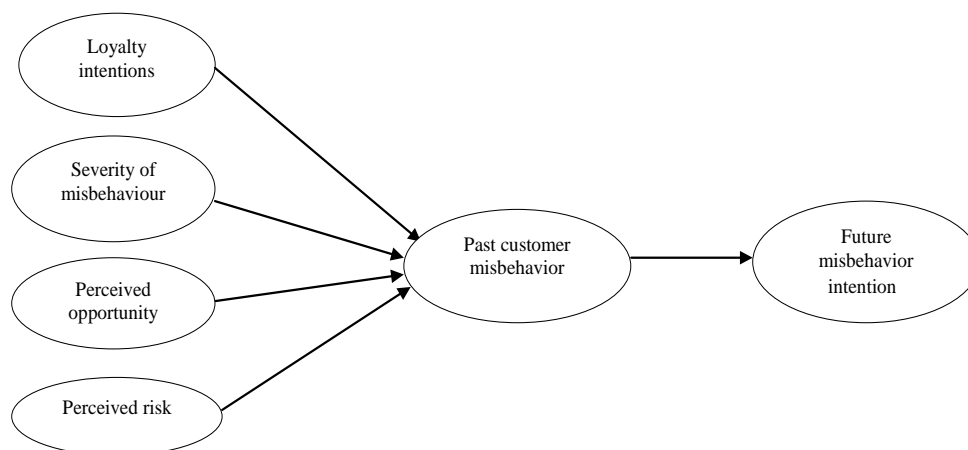 Loyalty
intentions
Severity of
misbehaviour
Perceived
opportunity
Perceived risk
Past customer
misbehavior
Future
misbehavior
intention